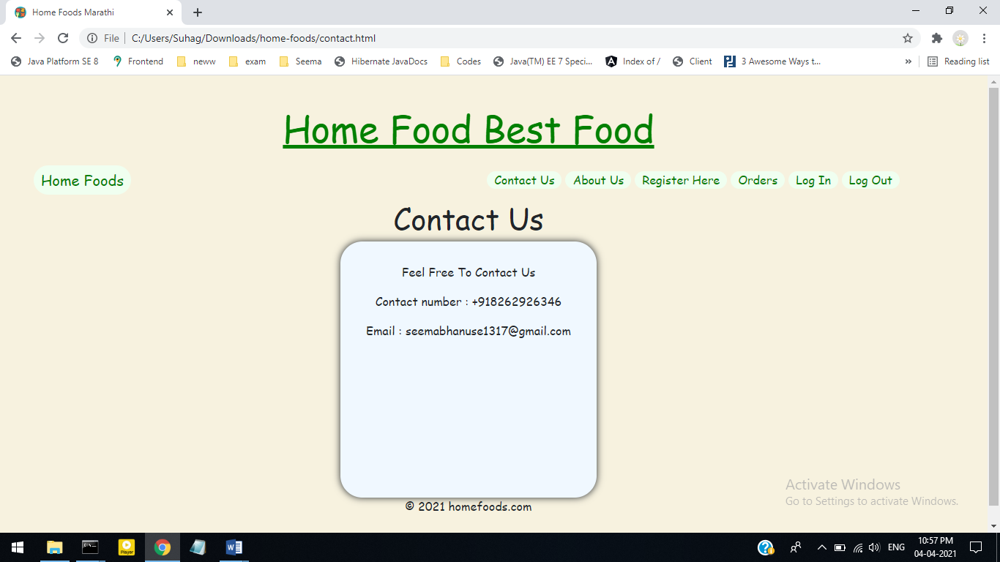 Home Foods Marathi
File C:/Users/Suhag/Downloads/home-foods/contact.html
Java Platform SE 8 Frontend neww exam Seema Hibernate JavaDocs Codes Java(TM) EE 7 Speci... Index of / Client 3 Awesome Ways t... » Reading list
Home Food Best Food
Home Foods Contact Us About Us Register Here Orders Log In Log Out
Contact Us
Feel Free To Contact Us
Contact number : +918262926346
Email : seemabhanuse1317@gmail.com
© 2021 homefoods.com
Activate Windows
Go to Settings to activate Windows.
Player
ENG
10:57 PM
04-04-2021